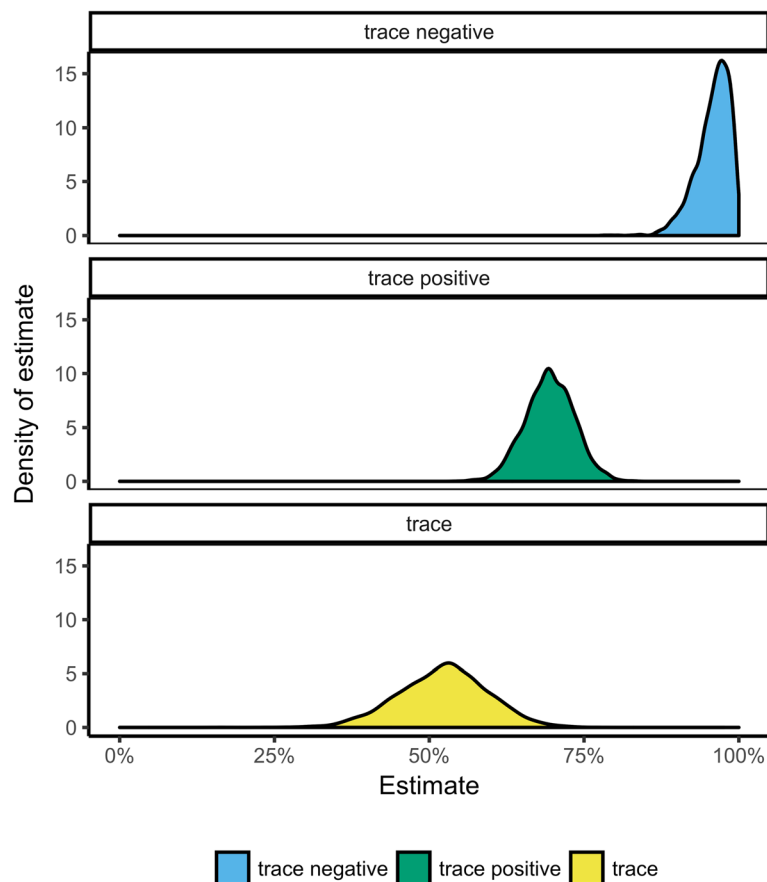 trace negative
15
10
5
0
trace positive
15
10
5
0
trace
15
10
5
0
Density of estimate
0% 25% 50% 75% 100%
Estimate
trace negative trace positive trace